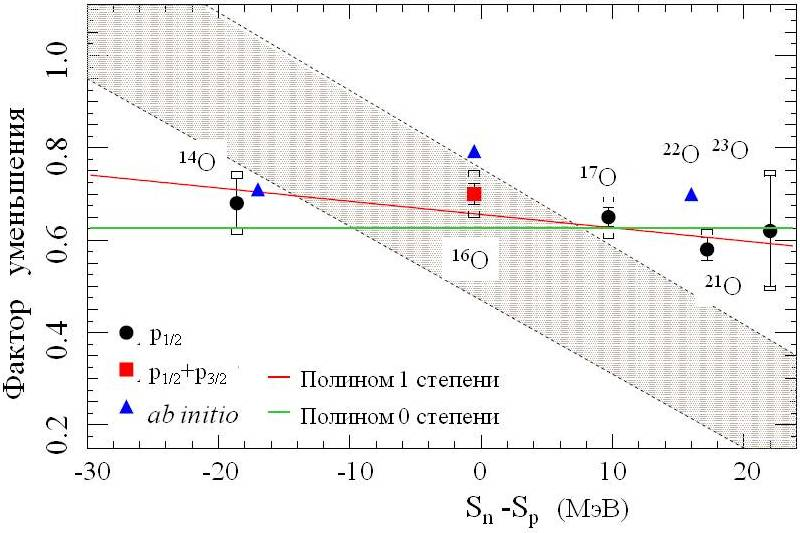 Фактор уменьшения
1.0
0.8
0.6
0.4
0.2
14O
16O
17O
22O
23O
21O
p1/2
p1/2+p3/2
ab initio
Полином 1 степени
Полином 0 степени
-30
-20
-10
0
10
20
Sn -Sp (МэВ)